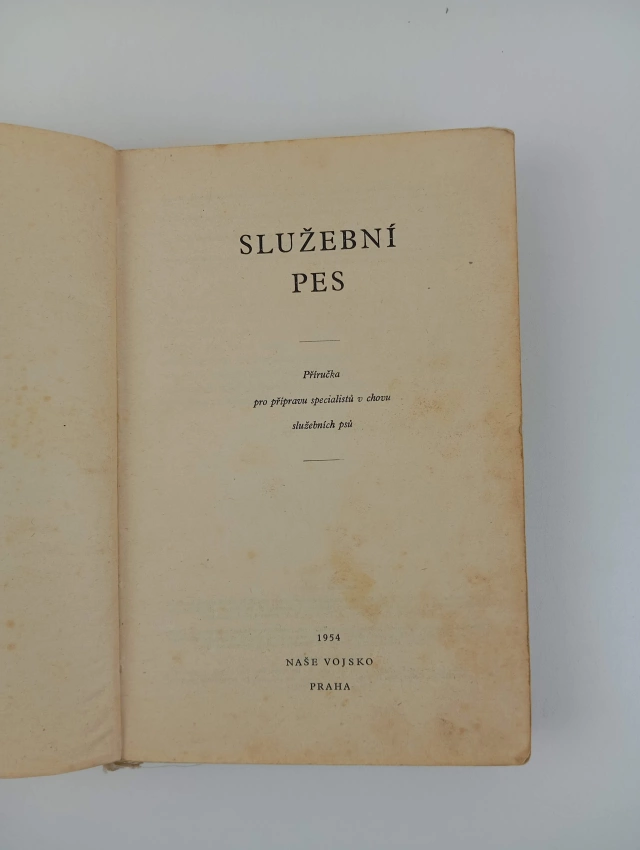 SLUŽEBNÍ
PES
Příručka
pro přípravu specialistů v chovu
služebních psů
1954
NAŠE VOJSKO
PRAHA